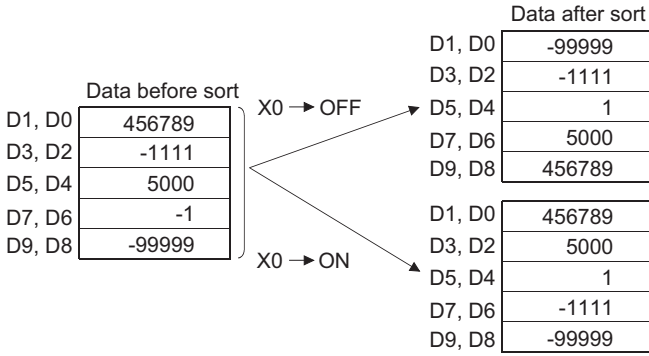 Data before sort
D1, D0 456789
D3, D2 -1111
D5, D4 5000
D7, D6 -1
D9, D8 -99999
X0 → OFF
X0 → ON
Data after sort
D1, D0 -99999
D3, D2 -1111
D5, D4 1
D7, D6 5000
D9, D8 456789
D1, D0 456789
D3, D2 5000
D5, D4 1
D7, D6 -1111
D9, D8 -99999